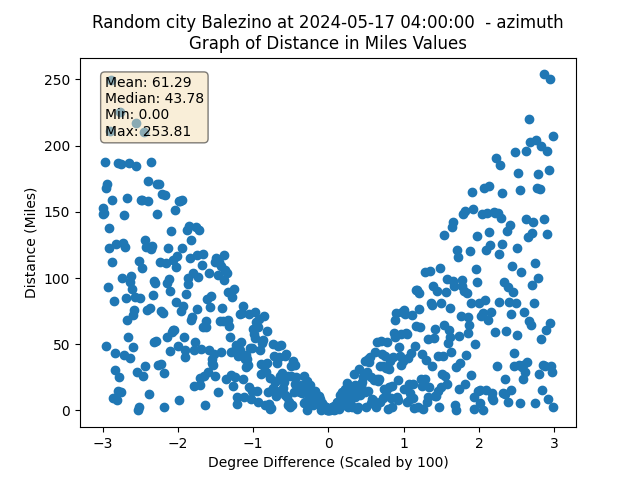 Random city Balezino at 2024-05-17 04:00:00 - azimuth
Graph of Distance in Miles Values
Mean: 61.29
Median: 43.78
Min: 0.00
Max: 253.81
250
200
150
100
50
0
Distance (Miles)
−3 −2 −1 0 1 2 3
Degree Difference (Scaled by 100)